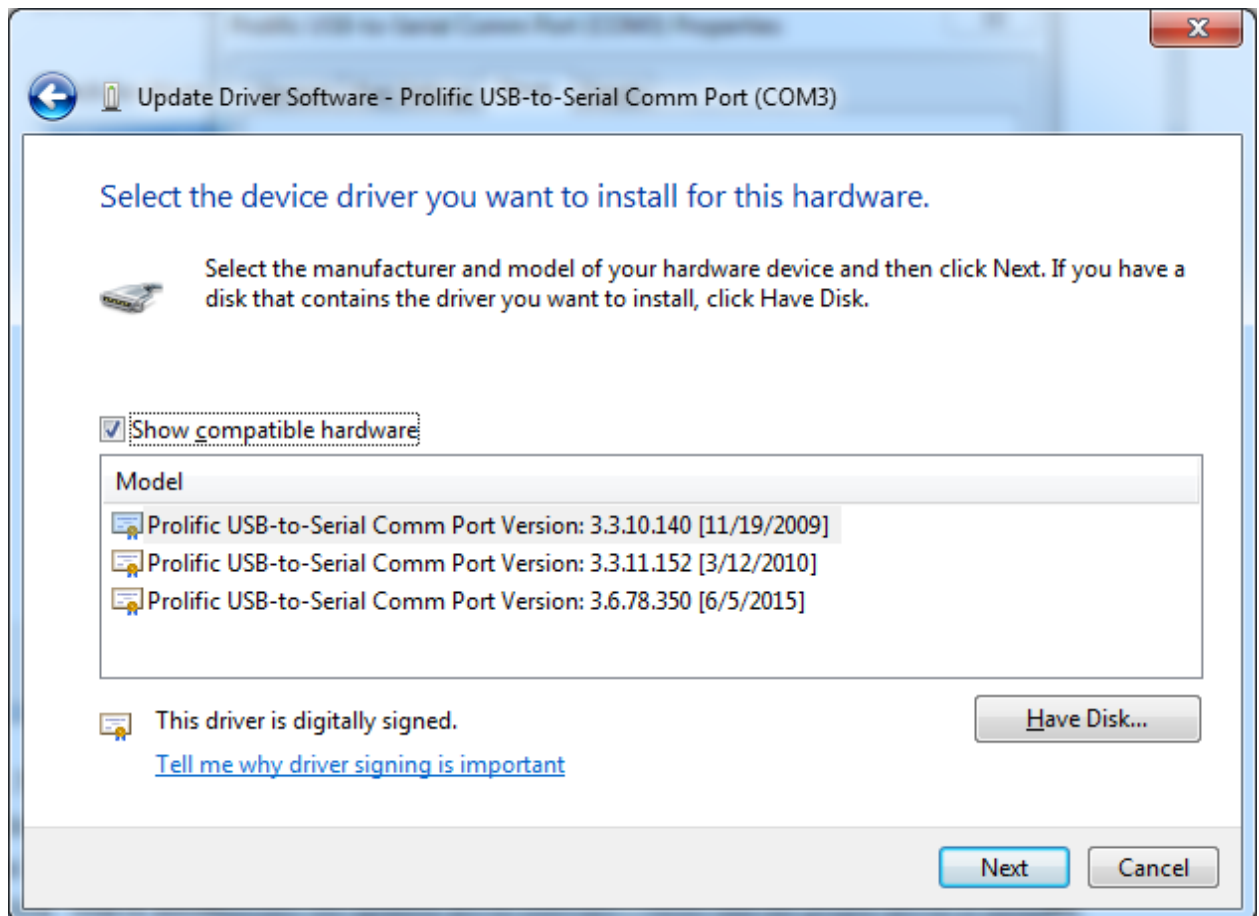 Update Driver Software - Prolific USB-to-Serial Comm Port (COM3)
Select the device driver you want to install for this hardware.
Select the manufacturer and model of your hardware device and then click Next. If you have a
disk that contains the driver you want to install, click Have Disk.
Show compatible hardware
Model
Prolific USB-to-Serial Comm Port Version: 3.3.10.140 [11/19/2009]
Prolific USB-to-Serial Comm Port Version: 3.3.11.152 [3/12/2010]
Prolific USB-to-Serial Comm Port Version: 3.6.78.350 [6/5/2015]
This driver is digitally signed.
Have Disk...
Tell me why driver signing is important
Next
Cancel